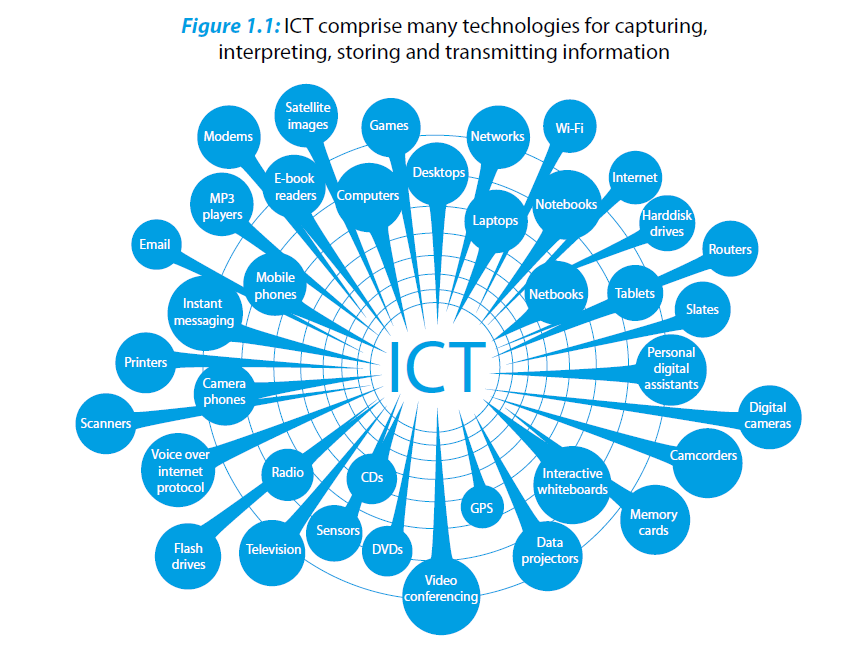 Figure 1.1: ICT comprise many technologies for capturing,
interpreting, storing and transmitting information
Satellite
images
Games
Modems
Networks
Wi-Fi
E-book
readers
Computers
Desktops
Internet
MP3
players
Laptops
Notebooks
Harddisk
drives
Email
Routers
Mobile
phones
Netbooks
Tablets
Instant
messaging
Slates
Printers
ICT
Personal
digital
assistants
Camera
phones
Scanners
Digital
cameras
Voice over
internet
protocol
Radio
CDs
Interactive
whiteboards
Camcorders
GPS
Memory
cards
Flash
drives
Television
Sensors
DVDs
Data
projectors
Video
conferencing